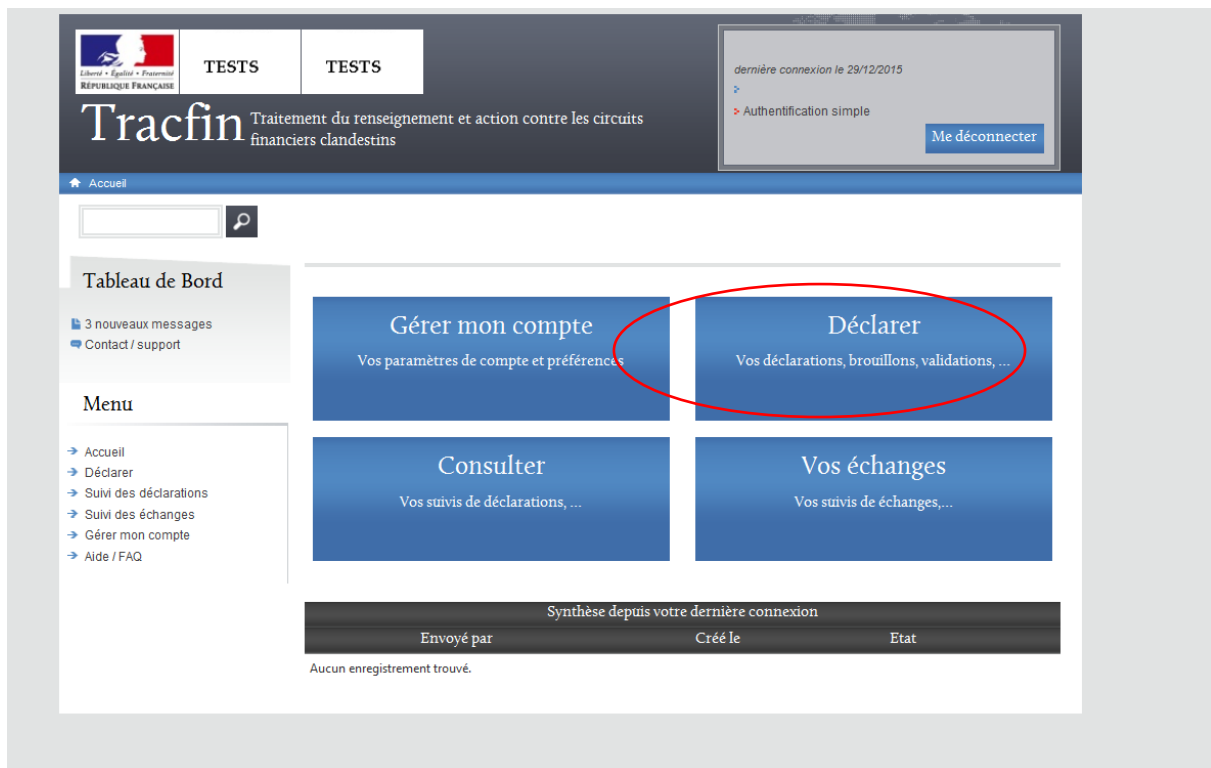 Liberté • Égalité • Fraternité
RÉPUBLIQUE FRANÇAISE
TESTS
TESTS
Tracfin
Traitement du renseignement et action contre les circuits
financiers clandestins
dernière connexion le 29/12/2015
Authentification simple
Me déconnecter
Accueil
Tableau de Bord
3 nouveaux messages
Contact / support
Menu
Accueil
Déclarer
Suivi des déclarations
Suivi des échanges
Gérer mon compte
Aide / FAQ
Gérer mon compte
Vos paramètres de compte et préférences
Déclarer
Vos déclarations, brouillons, validations, ...
Consulter
Vos suivis de déclarations, ...
Vos échanges
Vos suivis de échanges,...
Synthèse depuis votre dernière connexion
Envoyé par Créé le Etat
Aucun enregistrement trouvé.